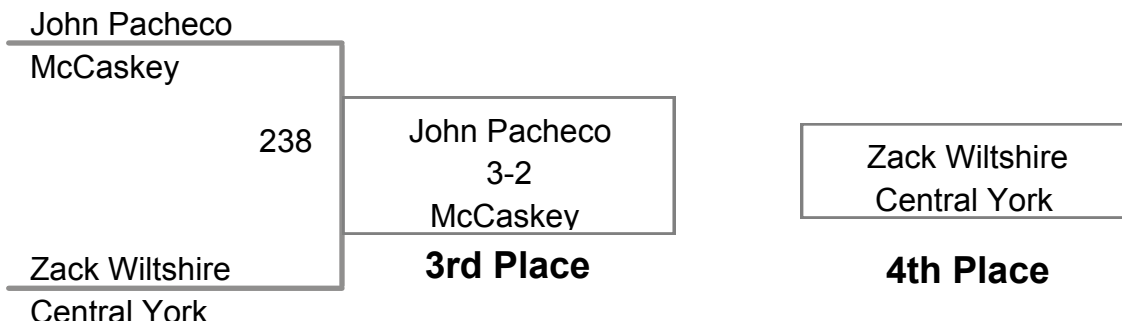 John Pacheco
McCaskey
238
John Pacheco
3-2
McCaskey
3rd Place
Zack Wiltshire
Central York
Zack Wiltshire
Central York
4th Place